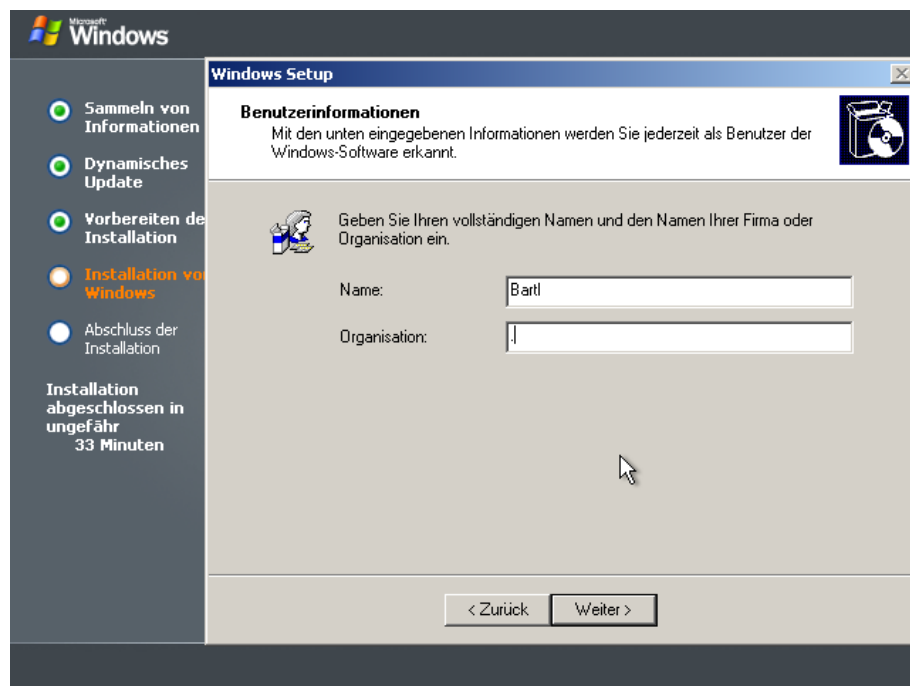 Microsoft
Windows
Windows Setup
Sammeln von
Informationen
Dynamisches
Update
Vorbereiten de
Installation
Installation vo
Windows
Abschluss der
Installation
Installation
abgeschlossen in
ungefähr
33 Minuten
Benutzerinformationen
Mit den unten eingegebenen Informationen werden Sie jederzeit als Benutzer der
Windows-Software erkannt.
Geben Sie Ihren vollständigen Namen und den Namen Ihrer Firma oder
Organisation ein.
Name: Bartl
Organisation: .
< Zurück Weiter >